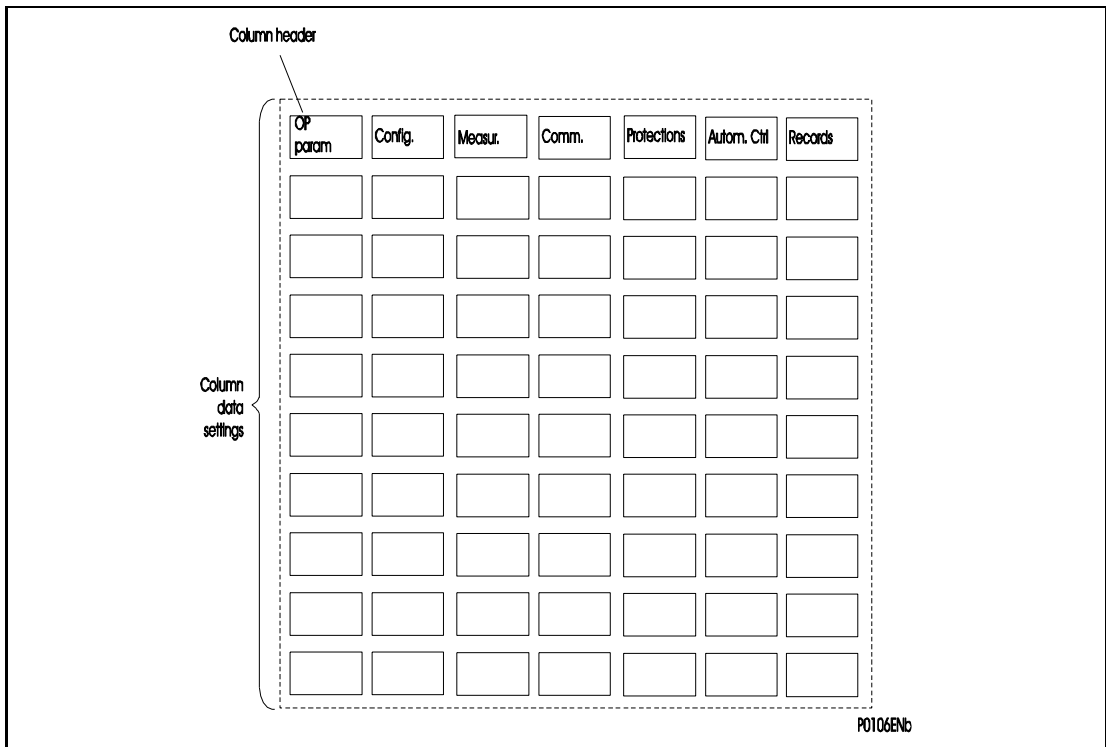 Column header
OP
param
Config.
Measur.
Comm.
Protections
Autom. Ctrl
Records
Column
data
settings
P0106ENb